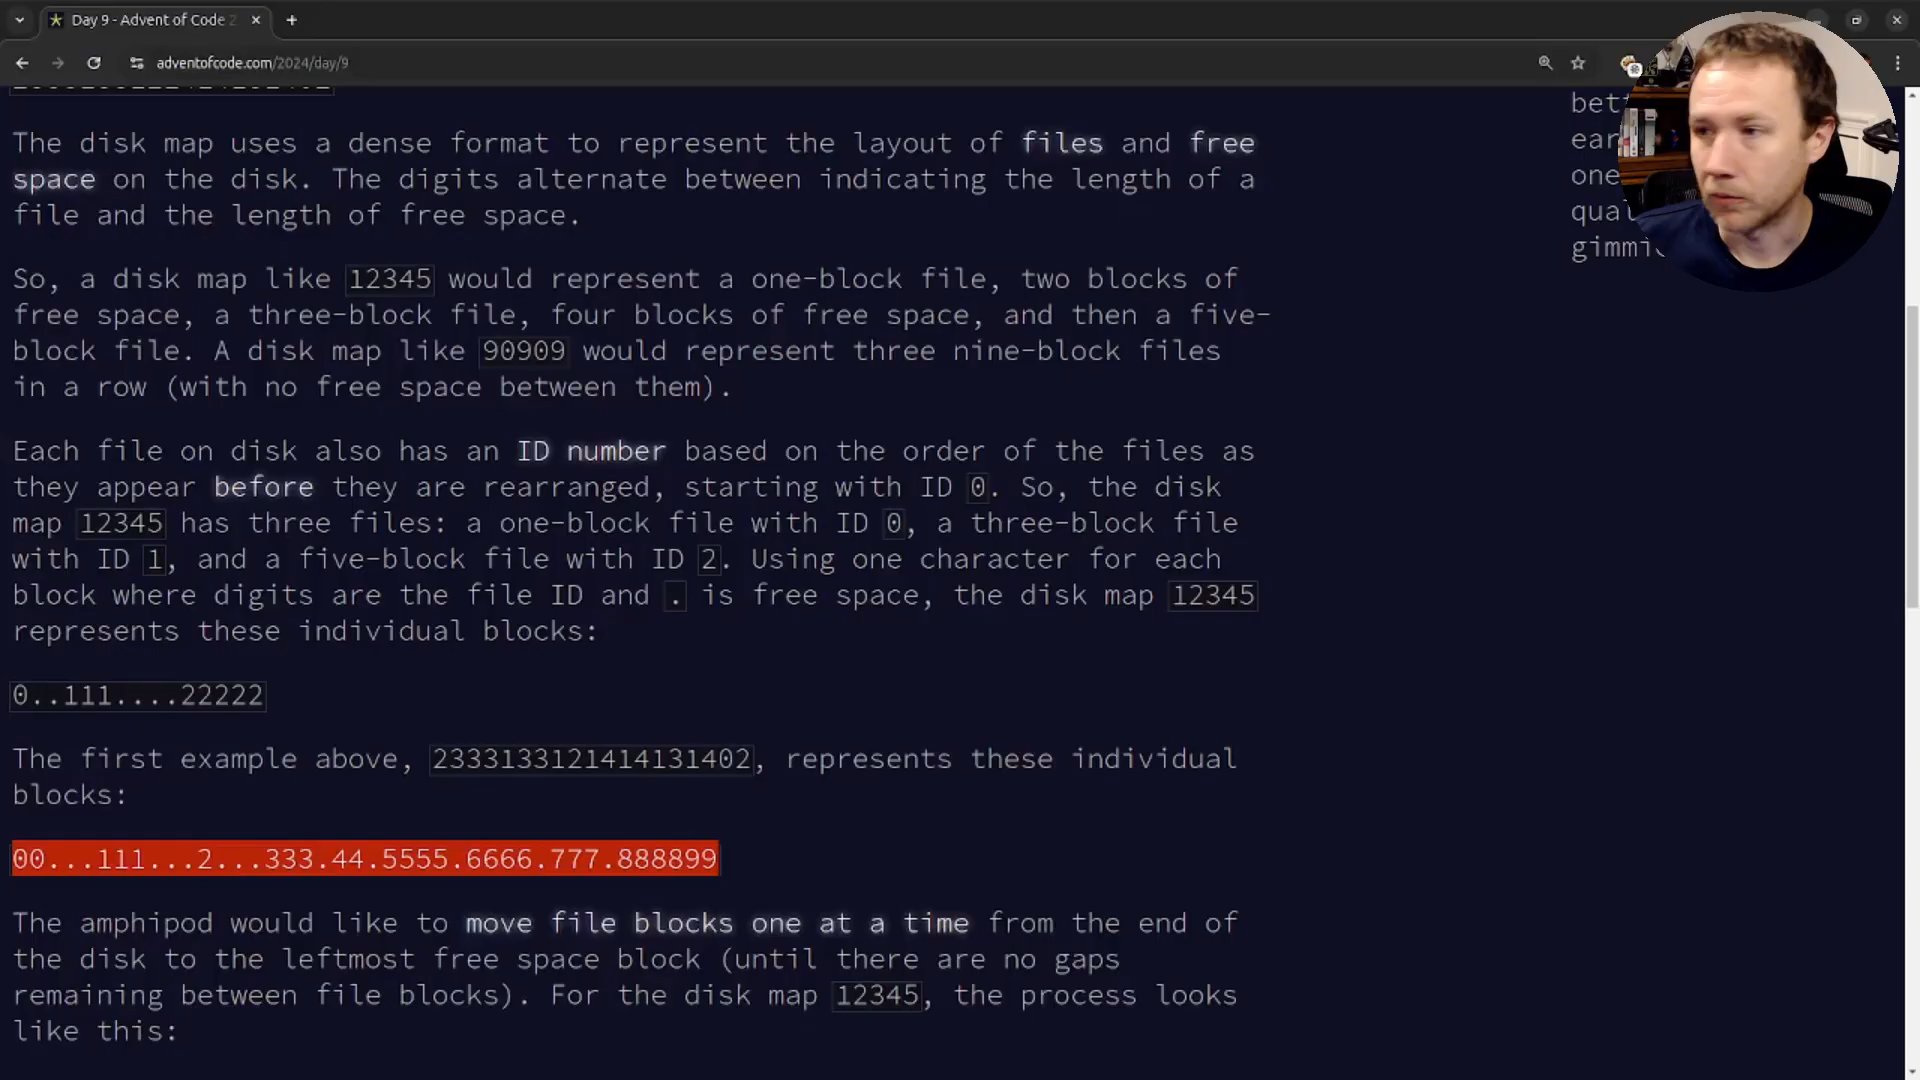 Day 9 - Advent of Code 2
adventofcode.com/2024/day/9
The disk map uses a dense format to represent the layout of files and free
space on the disk. The digits alternate between indicating the length of a
file and the length of free space.
So, a disk map like 12345 would represent a one-block file, two blocks of
free space, a three-block file, four blocks of free space, and then a five-
block file. A disk map like 90909 would represent three nine-block files
in a row (with no free space between them).
Each file on disk also has an ID number based on the order of the files as
they appear before they are rearranged, starting with ID 0. So, the disk
map 12345 has three files: a one-block file with ID 0, a three-block file
with ID 1, and a five-block file with ID 2. Using one character for each
block where digits are the file ID and . is free space, the disk map 12345
represents these individual blocks:
0..111....22222
The first example above, 2333133121414131402, represents these individual
blocks:
00...111...2...333.44.5555.6666.777.888899
The amphipod would like to move file blocks one at a time from the end of
the disk to the leftmost free space block (until there are no gaps
remaining between file blocks). For the disk map 12345, the process looks
like this:
one